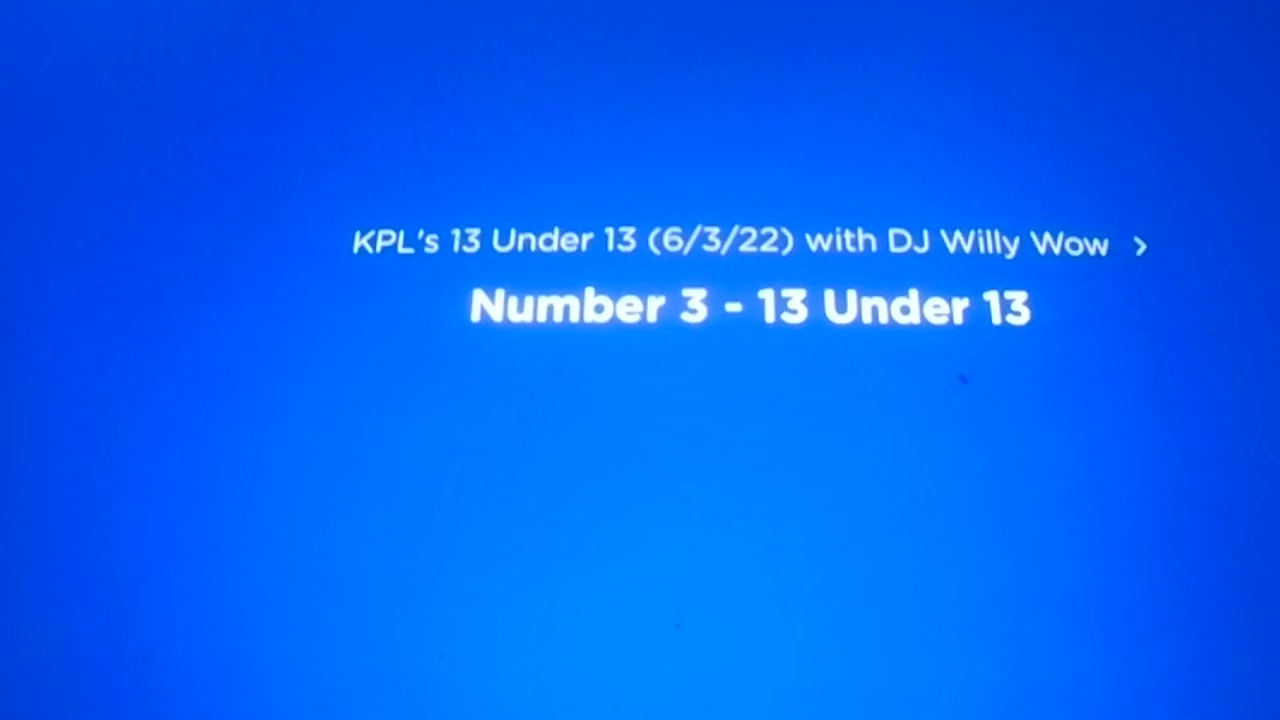 KPL's 13 Under 13 (6/3/22) with DJ Willy Wow >
Number 3 - 13 Under 13